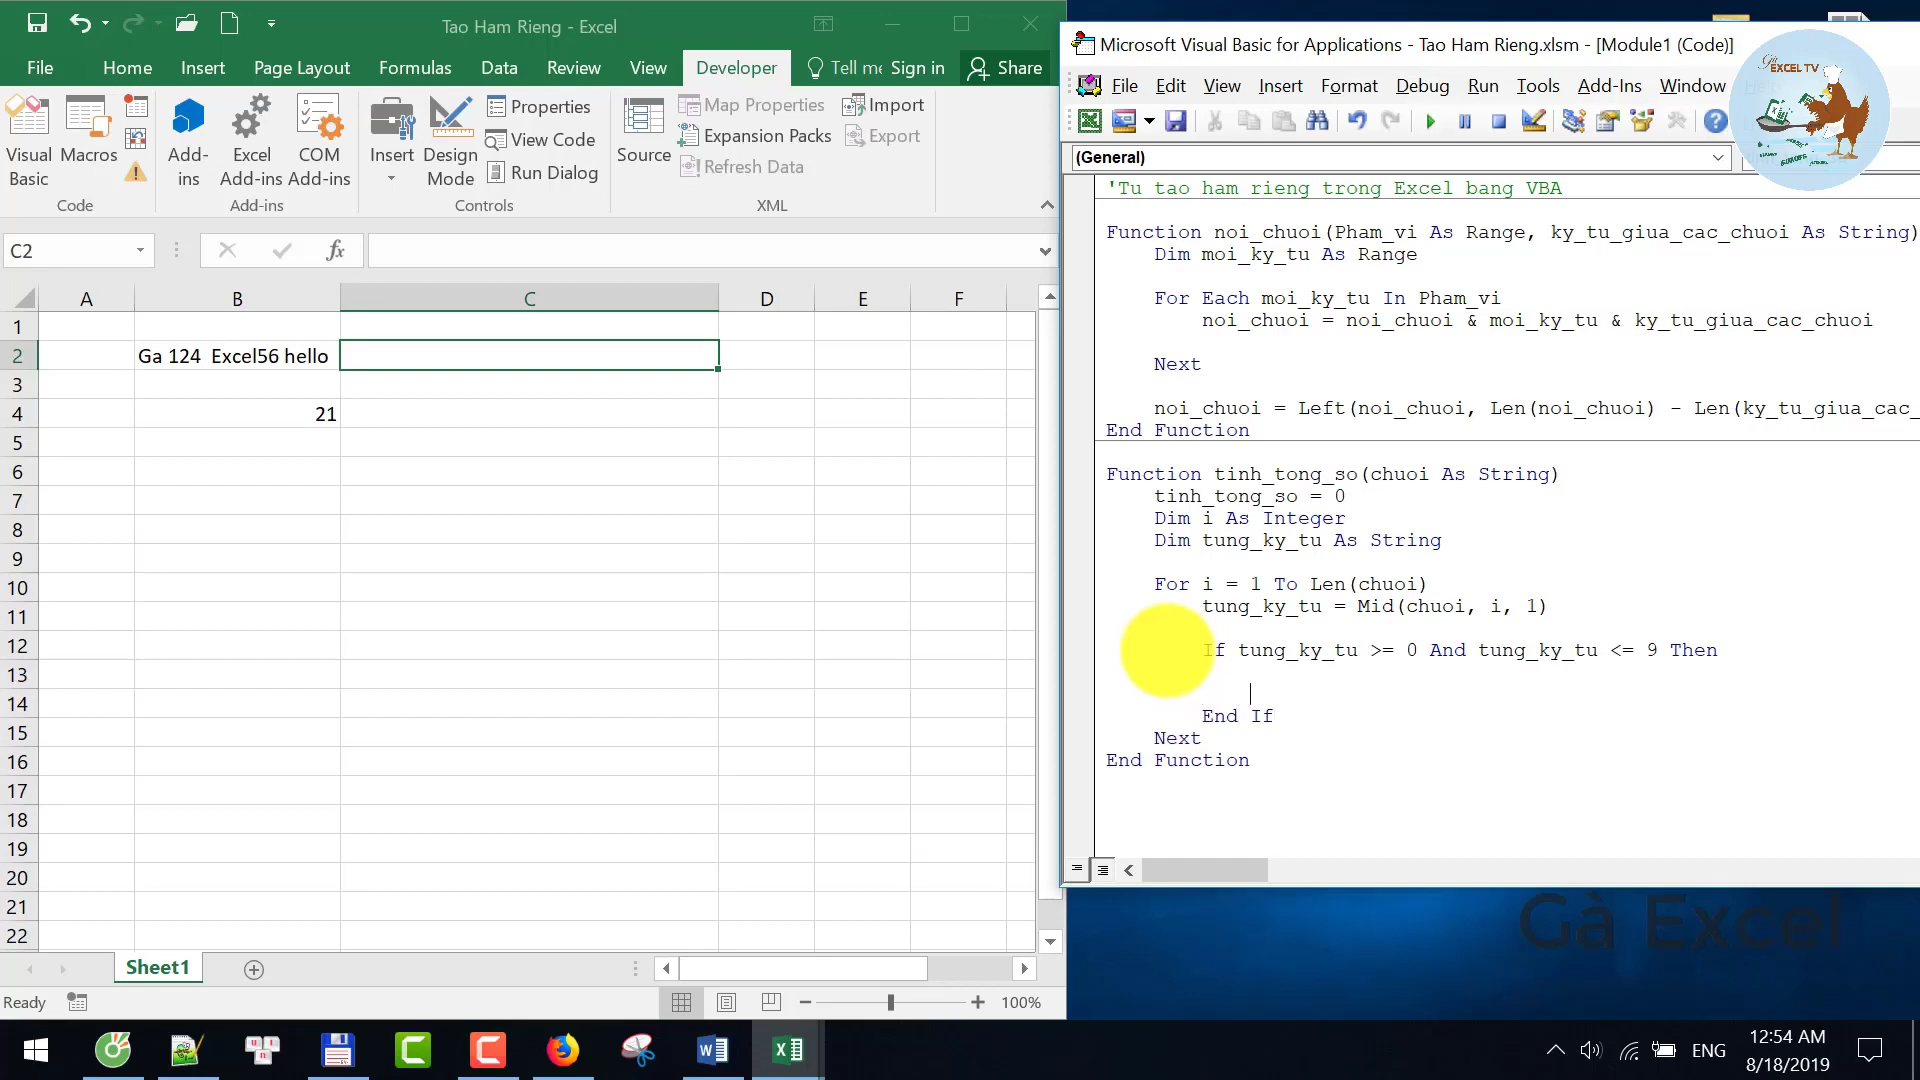 Tao Ham Rieng - Excel
File Home Insert Page Layout Formulas Data Review View Developer Tell me Sign in Share
Visual Basic
Macros
Add-ins
Excel Add-ins
COM Add-ins
Insert
Design Mode
Properties
View Code
Run Dialog
Source
Map Properties
Expansion Packs
Refresh Data
Import
Export
Code Add-ins Controls XML
C2 fx
A B C D E F
1
2 Ga 124  Excel56 hello
3
4 21
5
6
7
8
9
10
11
12
13
14
15
16
17
18
19
20
21
22
Sheet1
Ready 100%
Microsoft Visual Basic for Applications - Tao Ham Rieng.xlsm - [Module1 (Code)]
File Edit View Insert Format Debug Run Tools Add-Ins Window
(General)
'Tu tao ham rieng trong Excel bang VBA
Function noi_chuoi(Pham_vi As Range, ky_tu_giua_cac_chuoi As String)
Dim moi_ky_tu As Range
For Each moi_ky_tu In Pham_vi
noi_chuoi = noi_chuoi & moi_ky_tu & ky_tu_giua_cac_chuoi
Next
noi_chuoi = Left(noi_chuoi, Len(noi_chuoi) - Len(ky_tu_giua_cac_
End Function
Function tinh_tong_so(chuoi As String)
tinh_tong_so = 0
Dim i As Integer
Dim tung_ky_tu As String
For i = 1 To Len(chuoi)
tung_ky_tu = Mid(chuoi, i, 1)
If tung_ky_tu >= 0 And tung_ky_tu <= 9 Then
End If
Next
End Function
Gà
EXCEL TV
Gà Excel
ENG
12:54 AM
8/18/2019